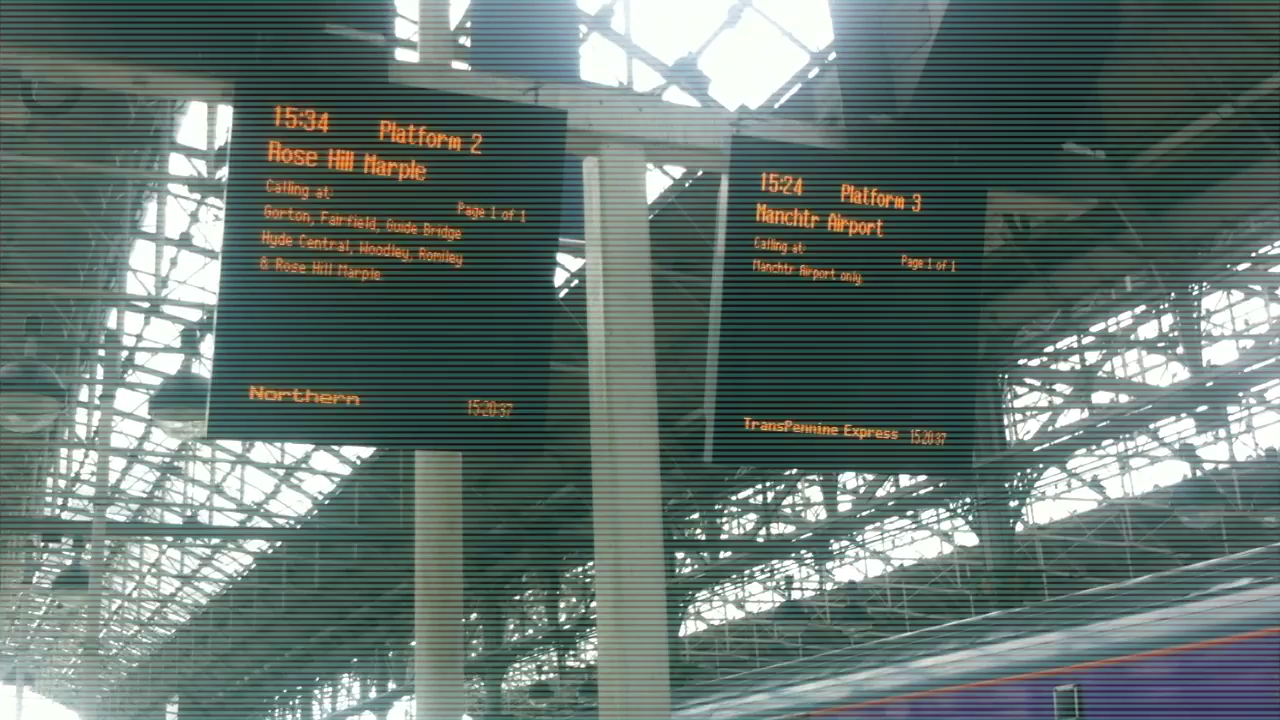 15:34 Platform 2
Rose Hill Marple
Calling at:
Page 1 of 1
Gorton, Fairfield, Guide Bridge
Hyde Central, Woodley, Romiley
& Rose Hill Marple
Northern 15:20:37
15:24 Platform 3
Manchtr Airport
Calling at:
Page 1 of 1
Manchtr Airport only.
TransPennine Express 15:20:37